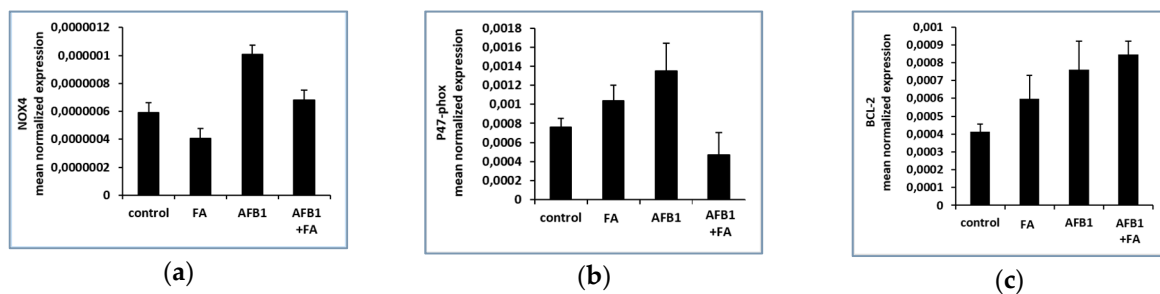 NOX4
mean normalized expression
0,0000012
0,000001
0,0000008
0,0000006
0,0000004
0,0000002
0
control FA AFB1 AFB1
+FA
(a)
P47-phox
mean normalized expression
0,0018
0,0016
0,0014
0,0012
0,001
0,0008
0,0006
0,0004
0,0002
0
control FA AFB1 AFB1
+FA
(b)
BCL-2
mean normalized expression
0,001
0,0009
0,0008
0,0007
0,0006
0,0005
0,0004
0,0003
0,0002
0,0001
0
control FA AFB1 AFB1
+FA
(c)